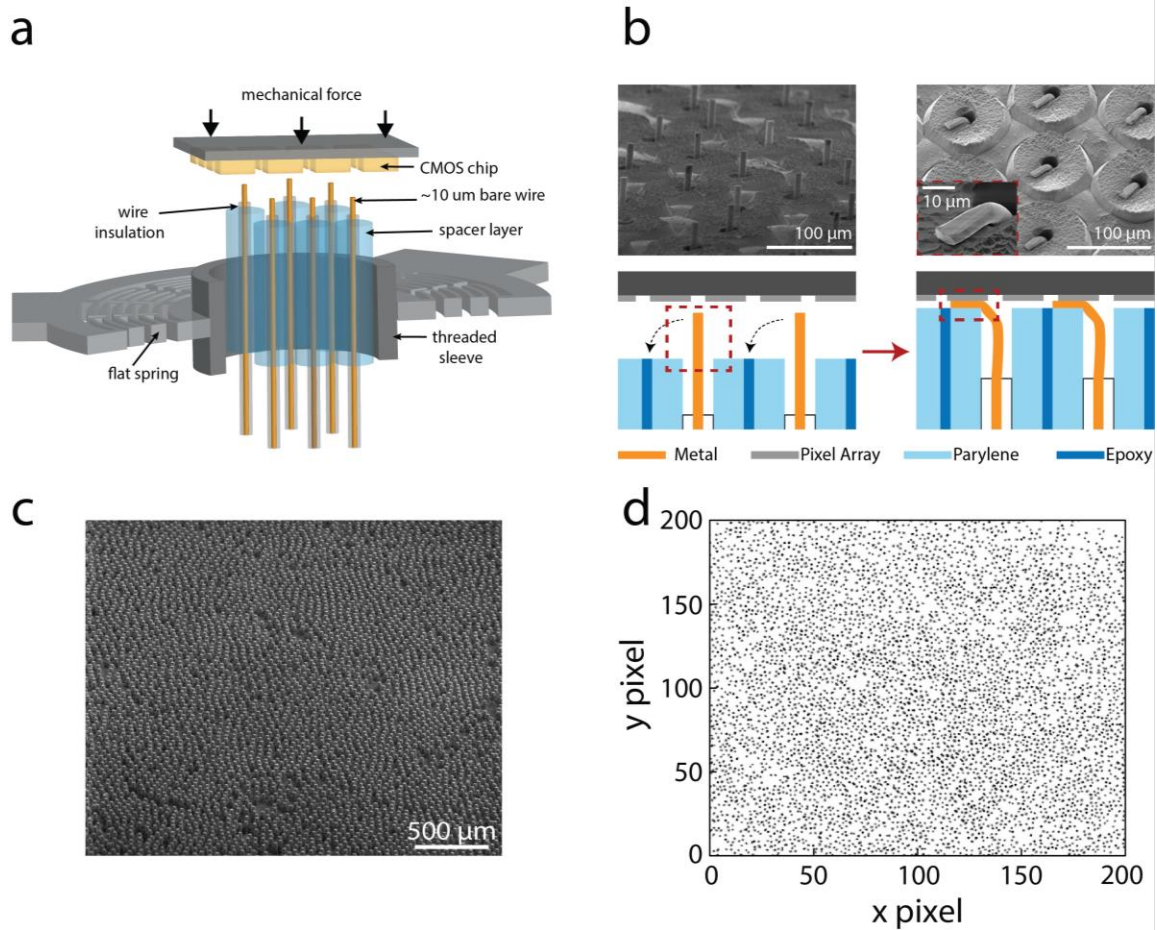 a
mechanical force
CMOS chip
wire
insulation
~10 um bare wire
spacer layer
threaded
sleeve
flat spring
b
100 μm
10 μm
100 μm
Metal
Pixel Array
Parylene
Epoxy
c
500 μm
d
200
150
100
50
0
y pixel
0
50
100
150
200
x pixel